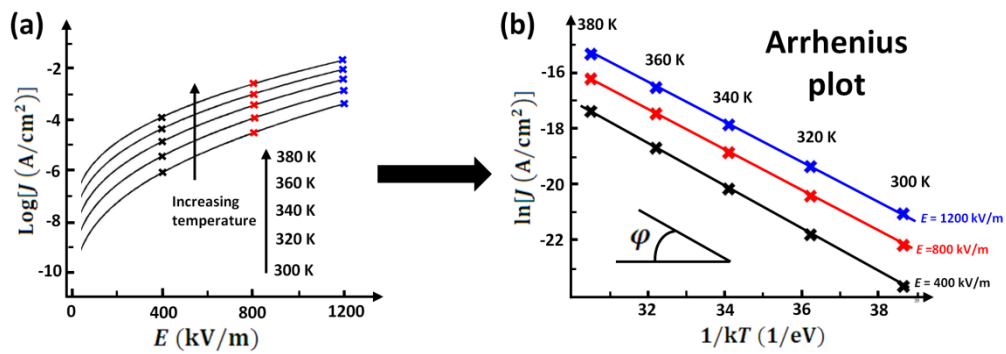 (a)
Log[J (A/cm²)]
-2
-4
-6
-8
-10
Increasing
temperature
380 K
360 K
340 K
320 K
300 K
0
400
800
1200
E (kV/m)
(b)
ln[J (A/cm²)]
-16
-18
-20
-22
380 K
360 K
340 K
320 K
300 K
Arrhenius
plot
E = 1200 kV/m
E =800 kV/m
E = 400 kV/m
φ
32
34
36
38
1/kT (1/eV)